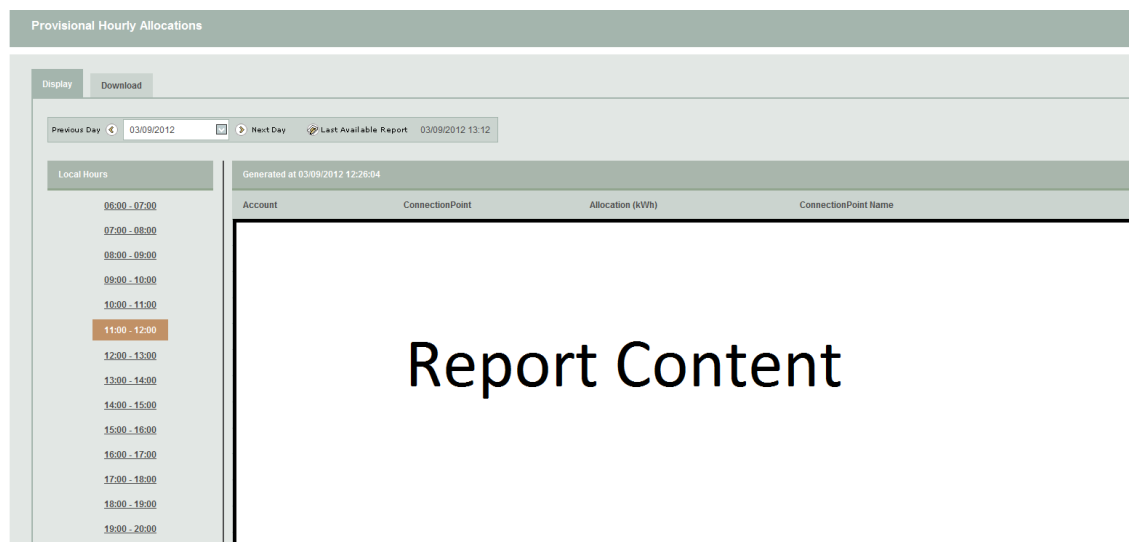 Provisional Hourly Allocations
Display Download
Previous Day 03/09/2012 Next Day Last Available Report 03/09/2012 13:12
Local Hours
06:00 - 07:00
07:00 - 08:00
08:00 - 09:00
09:00 - 10:00
10:00 - 11:00
11:00 - 12:00
12:00 - 13:00
13:00 - 14:00
14:00 - 15:00
15:00 - 16:00
16:00 - 17:00
17:00 - 18:00
18:00 - 19:00
19:00 - 20:00
Generated at 03/09/2012 12:26:04
Account ConnectionPoint Allocation (kWh) ConnectionPoint Name
Report Content